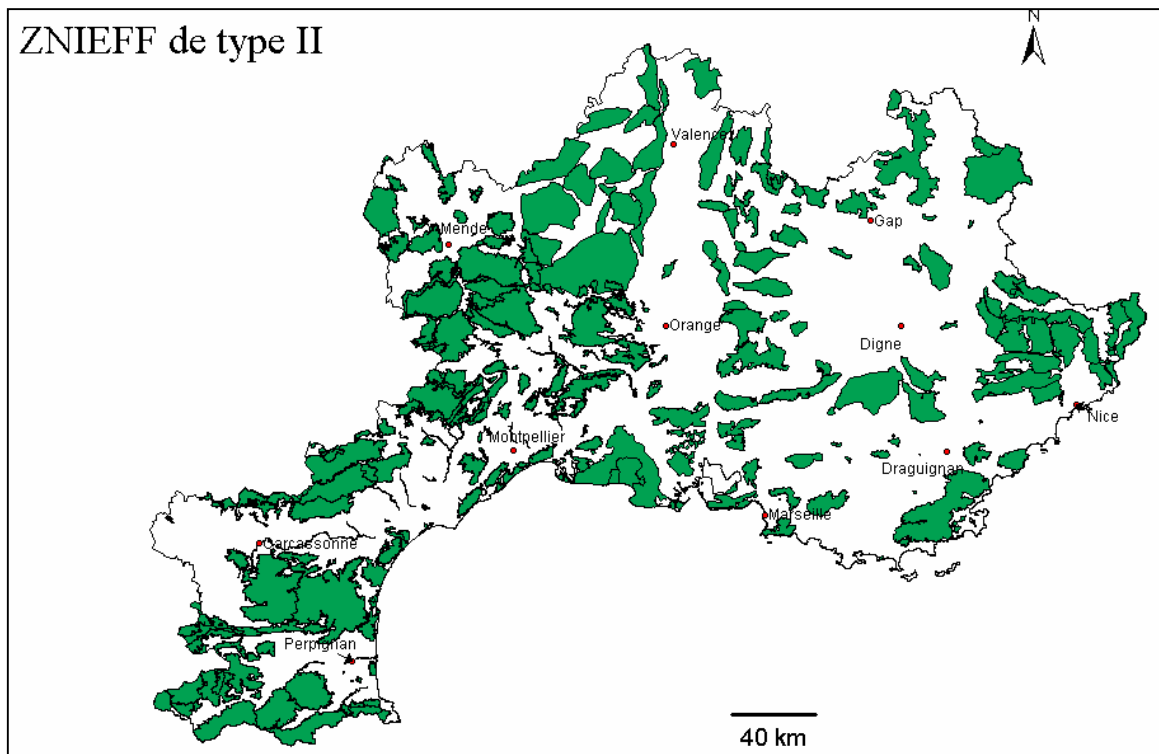 ZNIEFF de type II
N
Valence
Mende
Gap
Orange
Digne
Nice
Montpellier
Draguignan
Marseille
Carcassonne
Perpignan
40 km